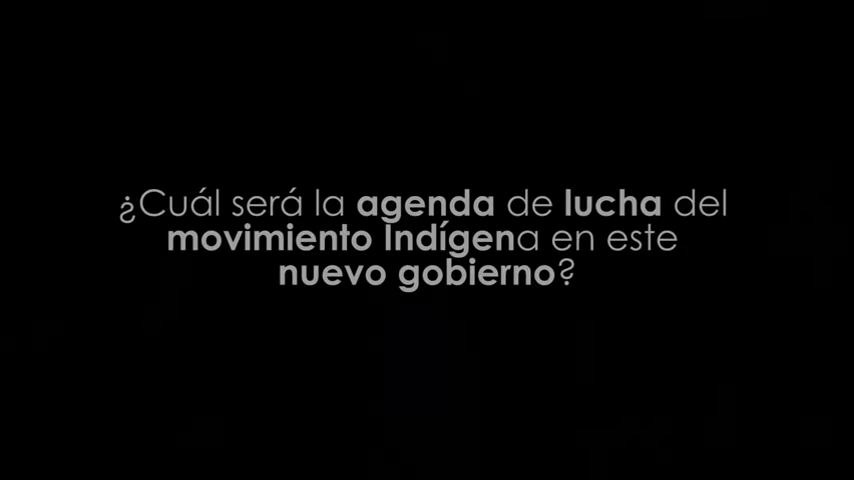 ¿Cuál será la agenda de lucha del
movimiento Indígena en este
nuevo gobierno?